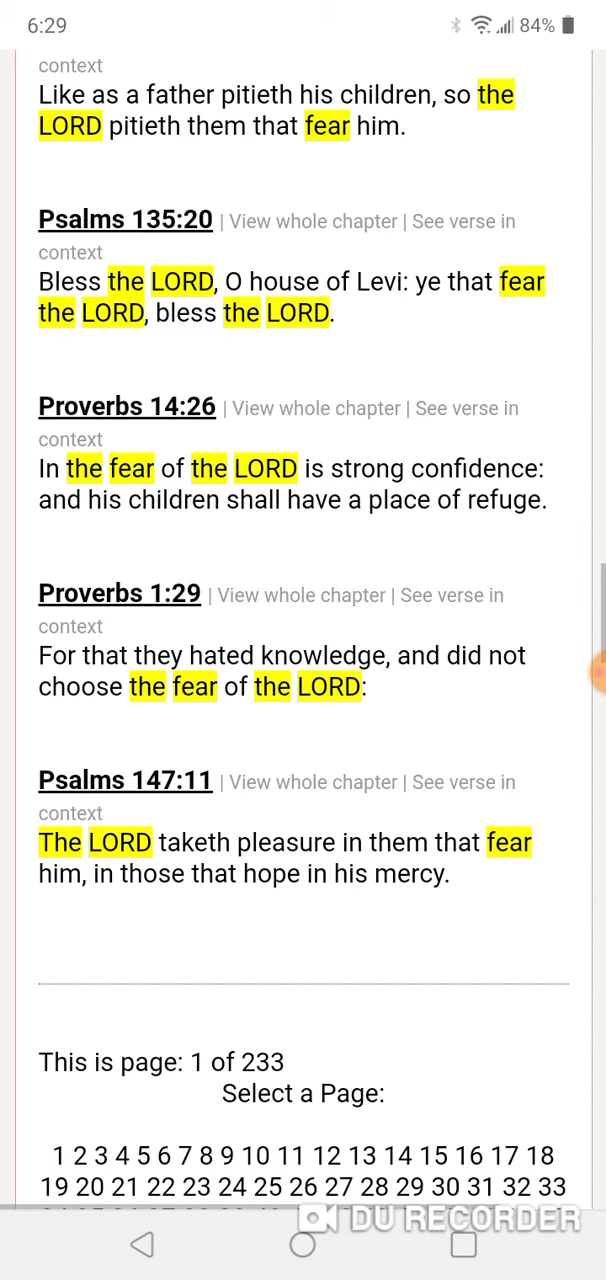 6:29 84%
context
Like as a father pitieth his children, so the
LORD pitieth them that fear him.
Psalms 135:20 | View whole chapter | See verse in
context
Bless the LORD, O house of Levi: ye that fear
the LORD, bless the LORD.
Proverbs 14:26 | View whole chapter | See verse in
context
In the fear of the LORD is strong confidence:
and his children shall have a place of refuge.
Proverbs 1:29 | View whole chapter | See verse in
context
For that they hated knowledge, and did not
choose the fear of the LORD:
Psalms 147:11 | View whole chapter | See verse in
context
The LORD taketh pleasure in them that fear
him, in those that hope in his mercy.
This is page: 1 of 233
Select a Page:
1 2 3 4 5 6 7 8 9 10 11 12 13 14 15 16 17 18
19 20 21 22 23 24 25 26 27 28 29 30 31 32 33
DU RECORDER